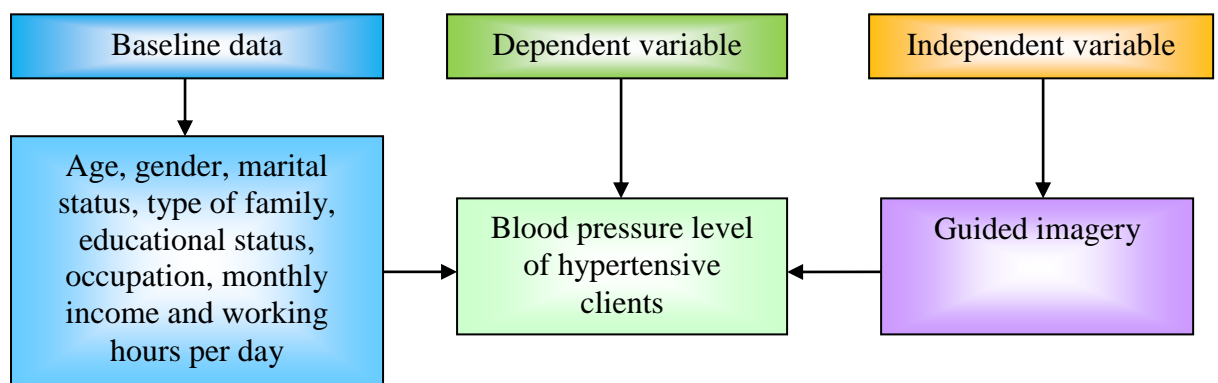 Baseline data
Dependent variable
Independent variable
Age, gender, marital
status, type of family,
educational status,
occupation, monthly
income and working
hours per day
Blood pressure level
of hypertensive
clients
Guided imagery